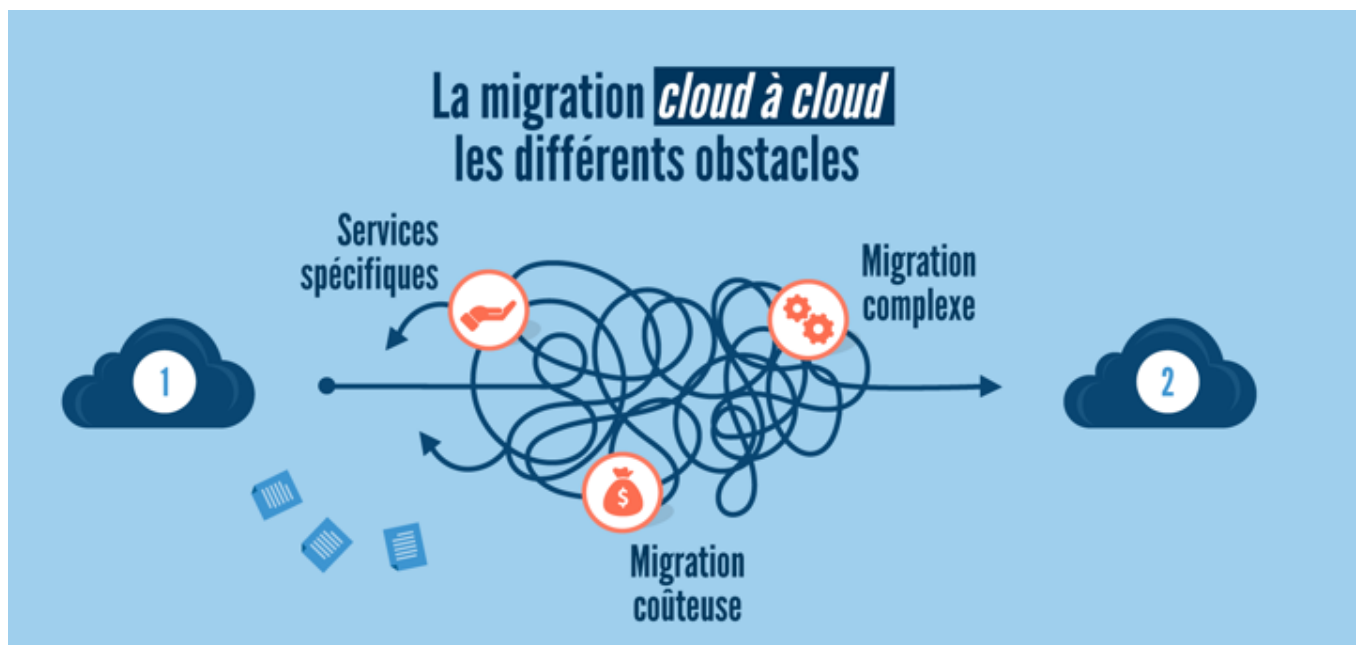 La migration cloud à cloud
les différents obstacles
Services
spécifiques
Migration
complexe
1
2
$
Migration
coûteuse